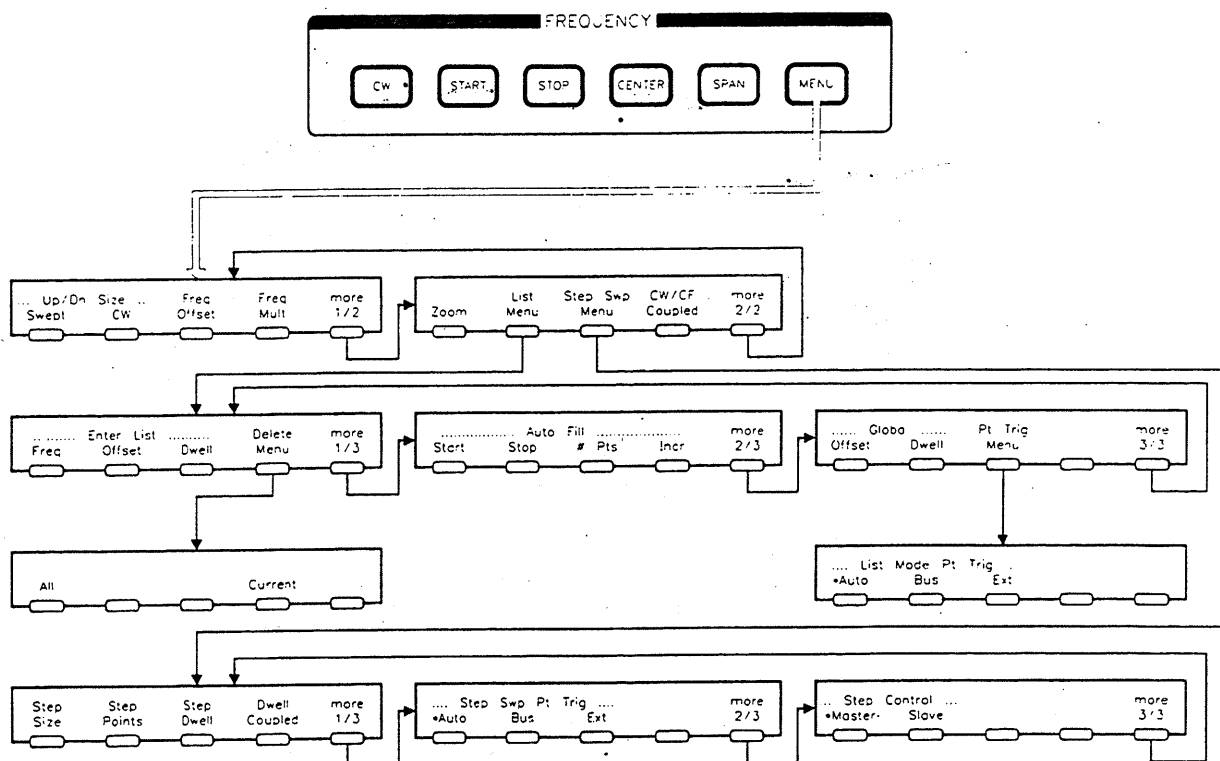 FREQUENCY
CW START STOP CENTER SPAN MENU
... Up/Dn Size .. Freq Freq more
Swept CW Offset Mult 1/2
List Step Swp CW/CF more
Zoom Menu Menu Coupled 2/2
.. ....... Enter List .......... Delete more
Freq Offset Dwell Menu 1/3
................ Auto Fill ................ more
Start Stop # Pts Incr 2/3
..... Globa ..... Pt Trig more
Offset Dwell Menu 3/3
All Current
.... List Mode Pt Trig .
*Auto Bus Ext
Step Step Step Dwell more
Size Points Dwell Coupled 1/3
.... Step Swp Pt Trig .... more
*Auto Bus Ext 2/3
.. Step Control ... more
*Master Slave 3/3